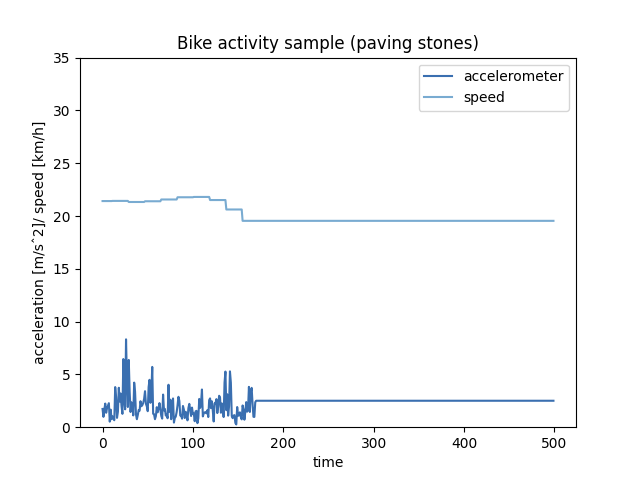 Bike activity sample (paving stones)
accelerometer
speed
35
30
25
20
15
10
5
0
acceleration [m/sˆ2]/ speed [km/h]
0 100 200 300 400 500
time